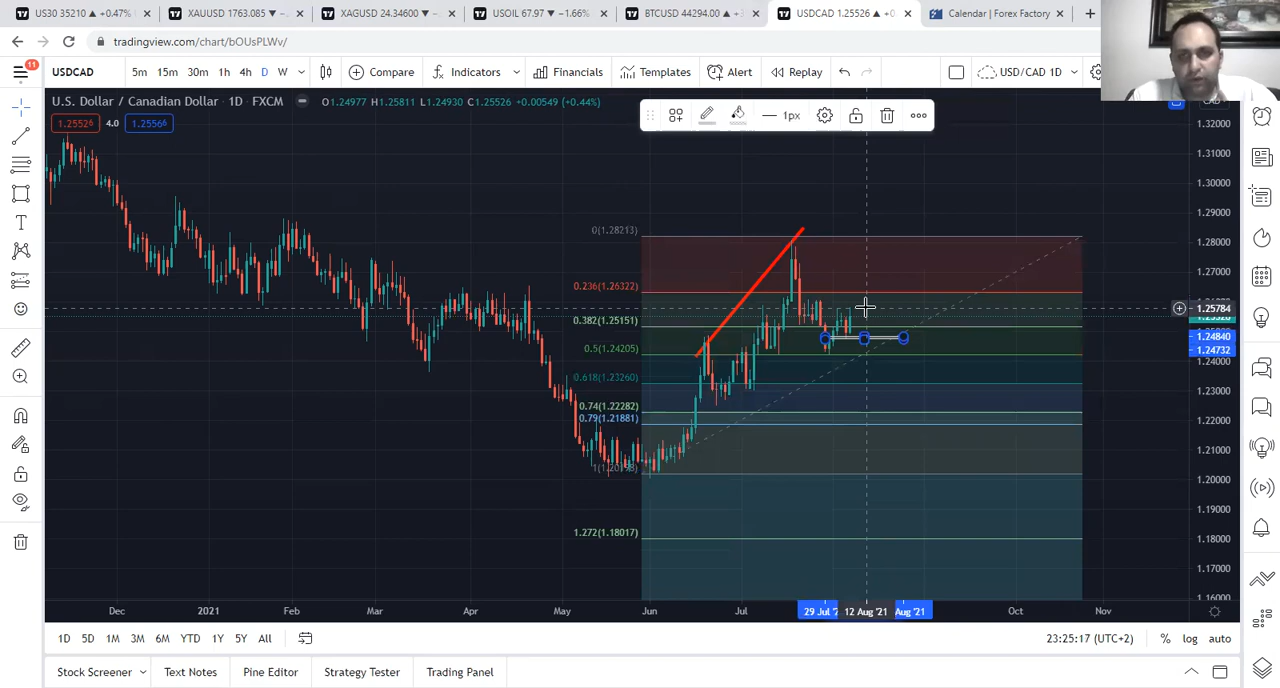 US30 35210 ▲ +0.47% ×
XAUUSD 1763.085 ▼ −... ×
XAGUSD 24.34600 ▼ −... ×
USOIL 67.97 ▼ −1.66% ×
BTCUSD 44294.00 ▲ +3 ×
USDCAD 1.25526 ▲ +0 ×
Calendar | Forex Factory ×
tradingview.com/chart/bOUsPLWv/
11
USDCAD
5m 15m 30m 1h 4h D W
Compare
Indicators
Financials
Templates
Alert
Replay
USD/CAD 1D
U.S. Dollar / Canadian Dollar · 1D · FXCM
O1.24977 H1.25811 L1.24930 C1.25526 +0.00549 (+0.44%)
1.25526 4.0 1.25566
1px
1.32000
1.31000
1.30000
1.29000
0(1.28213)
1.28000
1.27000
0.236(1.26322)
1.25784
0.382(1.25151)
1.24840
0.5(1.24205)
1.24732
1.24000
0.618(1.23260)
1.23000
0.74(1.22282)
0.79(1.21881)
1.22000
1.21000
1.20000
1.19000
1.272(1.18017)
1.18000
1.17000
1.16000
Dec 2021 Feb Mar Apr May Jun Jul 29 Jul 12 Aug '21 Aug '21 Oct Nov
1D 5D 1M 3M 6M YTD 1Y 5Y All
23:25:17 (UTC+2) % log auto
Stock Screener Text Notes Pine Editor Strategy Tester Trading Panel